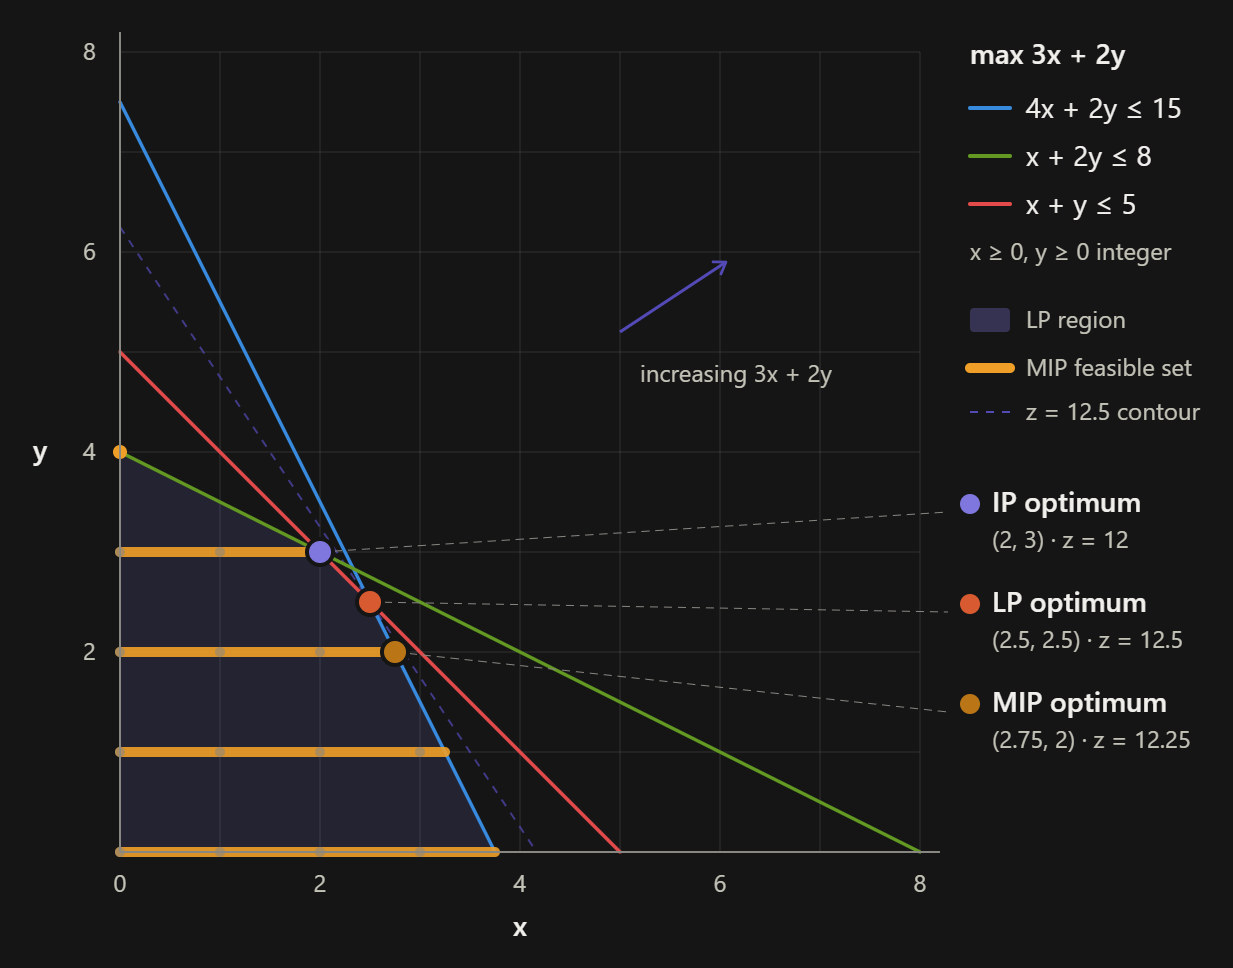 max 3x + 2y
4x + 2y ≤ 15
x + 2y ≤ 8
x + y ≤ 5
x ≥ 0, y ≥ 0 integer
LP region
MIP feasible set
z = 12.5 contour
increasing 3x + 2y
IP optimum
(2, 3) · z = 12
LP optimum
(2.5, 2.5) · z = 12.5
MIP optimum
(2.75, 2) · z = 12.25
8
6
4
2
y
0 2 4 6 8
x